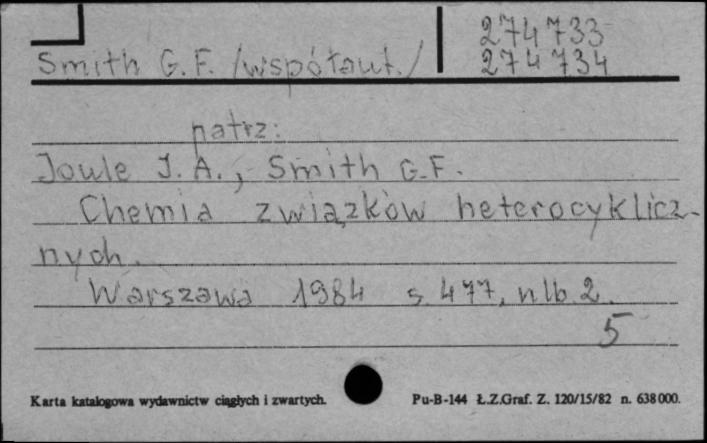 274733
Smith G.F. /współaut./ 274734
patrz:
Joule J.A., Smith G.F.
Chemia związków heterocyklicz-
nych.
Warszawa 1984 s. 477, nlb 2.
5
Karta katalogowa wydawnictw ciągłych i zwartych. Pu-B-144 Ł.Z.Graf. Z. 120/15/82 n. 638000.